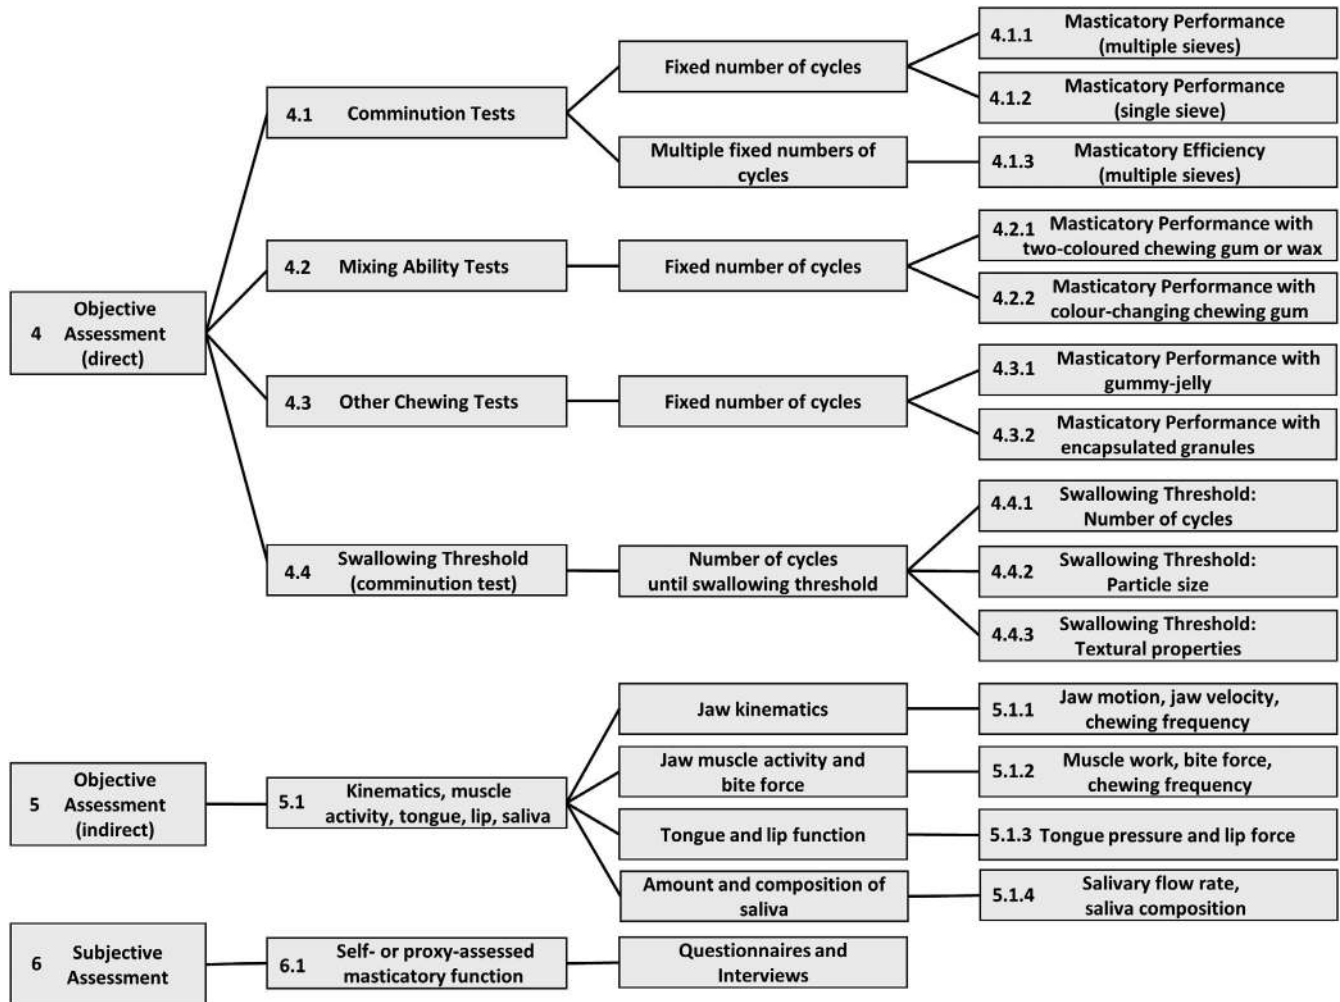 4 Objective
Assessment
(direct)
4.1 Comminution Tests
Fixed number of cycles
4.1.1 Masticatory Performance
(multiple sieves)
4.1.2 Masticatory Performance
(single sieve)
Multiple fixed numbers of
cycles
4.1.3 Masticatory Efficiency
(multiple sieves)
4.2 Mixing Ability Tests
Fixed number of cycles
4.2.1 Masticatory Performance with
two-coloured chewing gum or wax
4.2.2 Masticatory Performance with
colour-changing chewing gum
4.3 Other Chewing Tests
Fixed number of cycles
4.3.1 Masticatory Performance with
gummy-jelly
4.3.2 Masticatory Performance with
encapsulated granules
4.4 Swallowing Threshold
(comminution test)
Number of cycles
until swallowing threshold
4.4.1 Swallowing Threshold:
Number of cycles
4.4.2 Swallowing Threshold:
Particle size
4.4.3 Swallowing Threshold:
Textural properties
5 Objective
Assessment
(indirect)
5.1 Kinematics, muscle
activity, tongue, lip, saliva
Jaw kinematics
5.1.1 Jaw motion, jaw velocity,
chewing frequency
Jaw muscle activity and
bite force
5.1.2 Muscle work, bite force,
chewing frequency
Tongue and lip function
5.1.3 Tongue pressure and lip force
Amount and composition of
saliva
5.1.4 Salivary flow rate,
saliva composition
6 Subjective
Assessment
6.1 Self- or proxy-assessed
masticatory function
Questionnaires and
Interviews